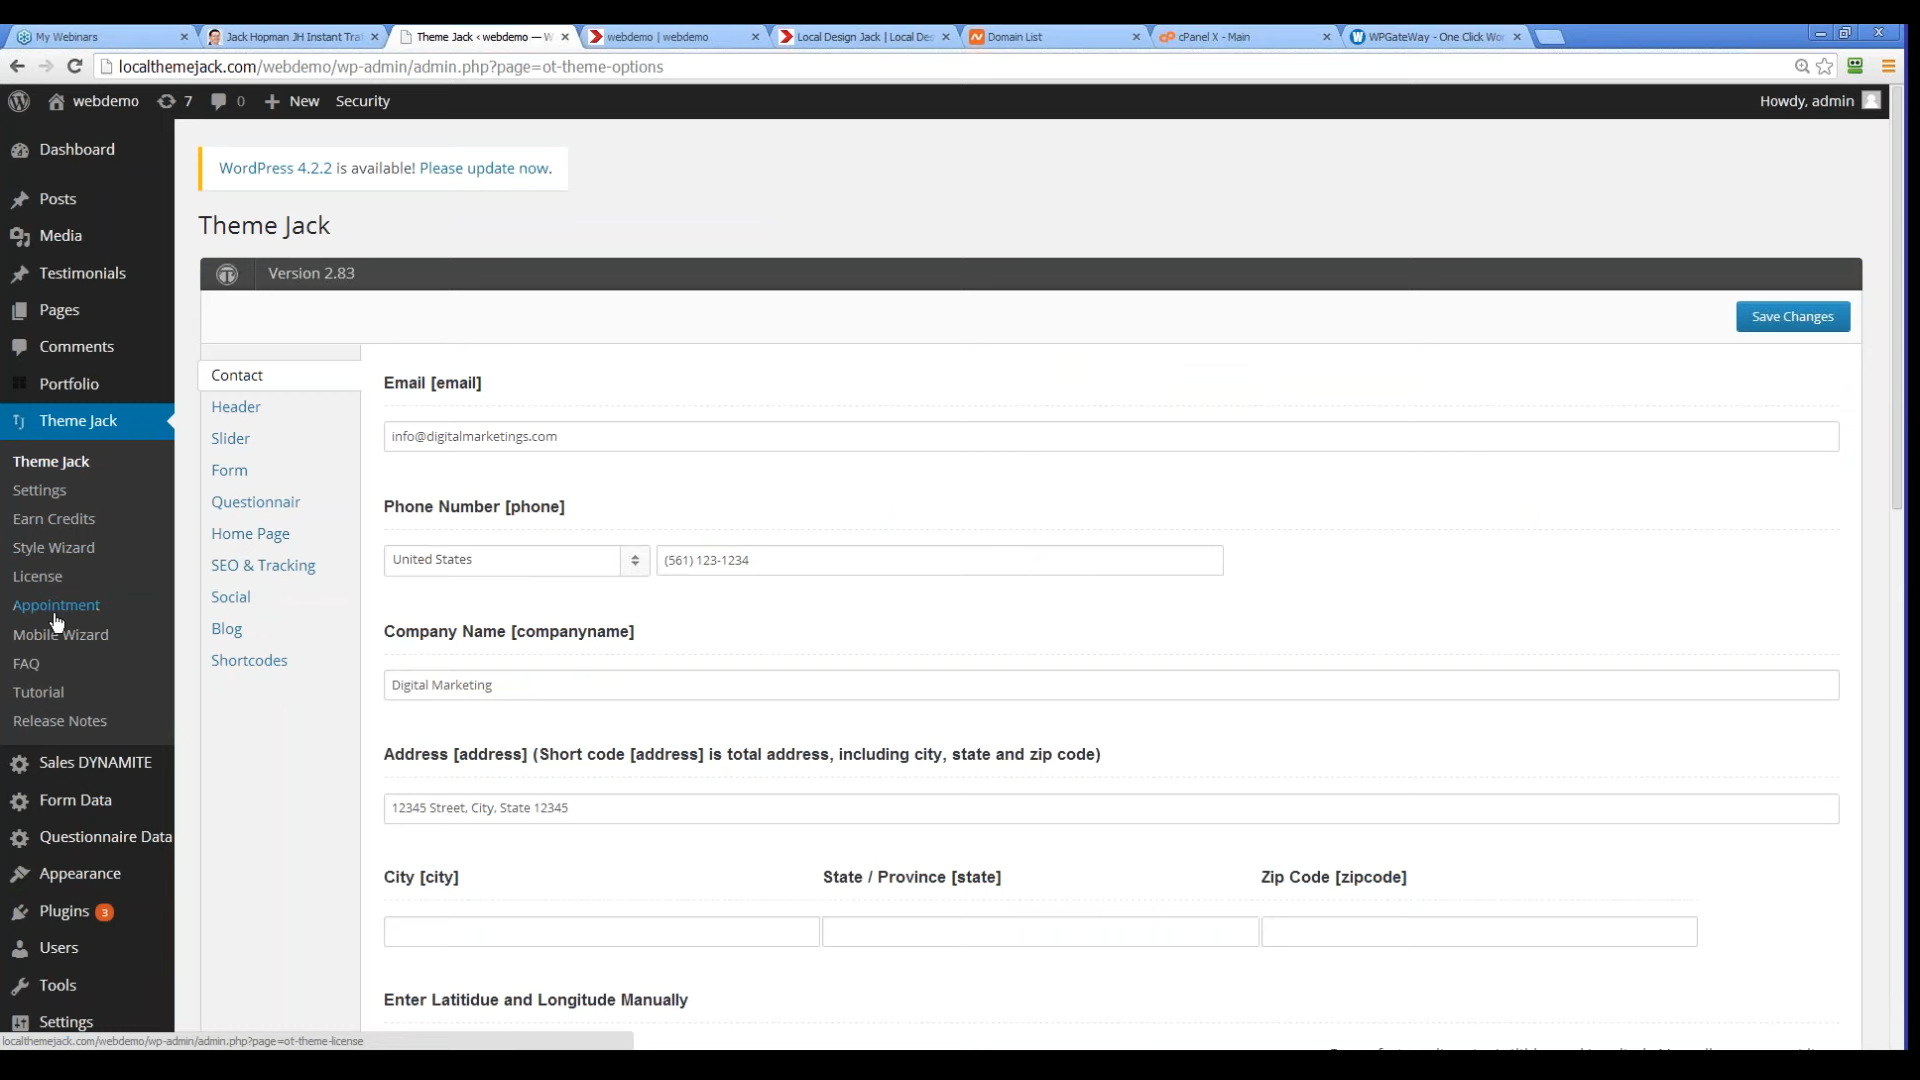 My Webinars
Jack Hopman JH Instant Tra
Theme Jack ‹ webdemo — W
webdemo | webdemo
Local Design Jack | Local De
Domain List
cPanel X - Main
WPGateWay - One Click Wo
localthemejack.com/webdemo/wp-admin/admin.php?page=ot-theme-options
webdemo 7 0 New Security
Howdy, admin
Dashboard
Posts
Media
Testimonials
Pages
Comments
Portfolio
Theme Jack
Theme Jack
Settings
Earn Credits
Style Wizard
License
Appointment
Mobile Wizard
FAQ
Tutorial
Release Notes
Sales DYNAMITE
Form Data
Questionnaire Data
Appearance
Plugins 3
Users
Tools
Settings
WordPress 4.2.2 is available! Please update now.
Theme Jack
Version 2.83
Save Changes
Contact
Header
Slider
Form
Questionnair
Home Page
SEO & Tracking
Social
Blog
Shortcodes
Email [email]
info@digitalmarketings.com
Phone Number [phone]
United States
(561) 123-1234
Company Name [companyname]
Digital Marketing
Address [address] (Short code [address] is total address, including city, state and zip code)
12345 Street, City, State 12345
City [city]
State / Province [state]
Zip Code [zipcode]
Enter Latitidue and Longitude Manually
localthemejack.com/webdemo/wp-admin/admin.php?page=ot-theme-license